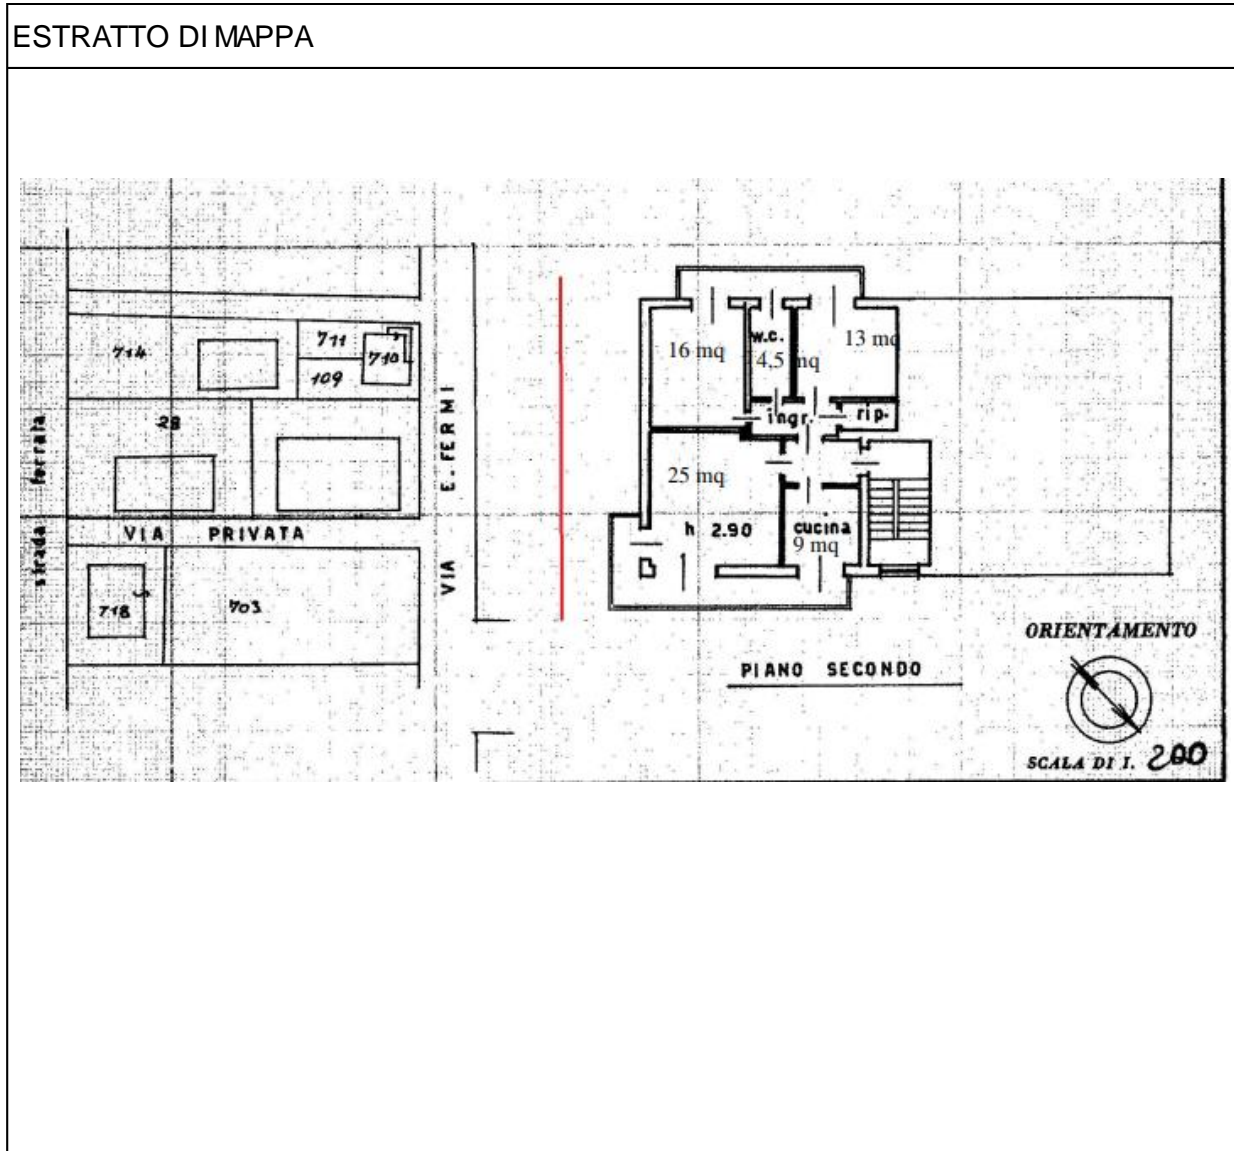 ESTRATTO DI MAPPA
strada ferrata
714
711
710
109
28
VIA PRIVATA
718
703
VIA E. FERMI
16 mq
w.c.
4,5 mq
13 mq
ingr.
rip.
25 mq
h 2.90
cucina
9 mq
PIANO SECONDO
ORIENTAMENTO
SCALA DI I. 200